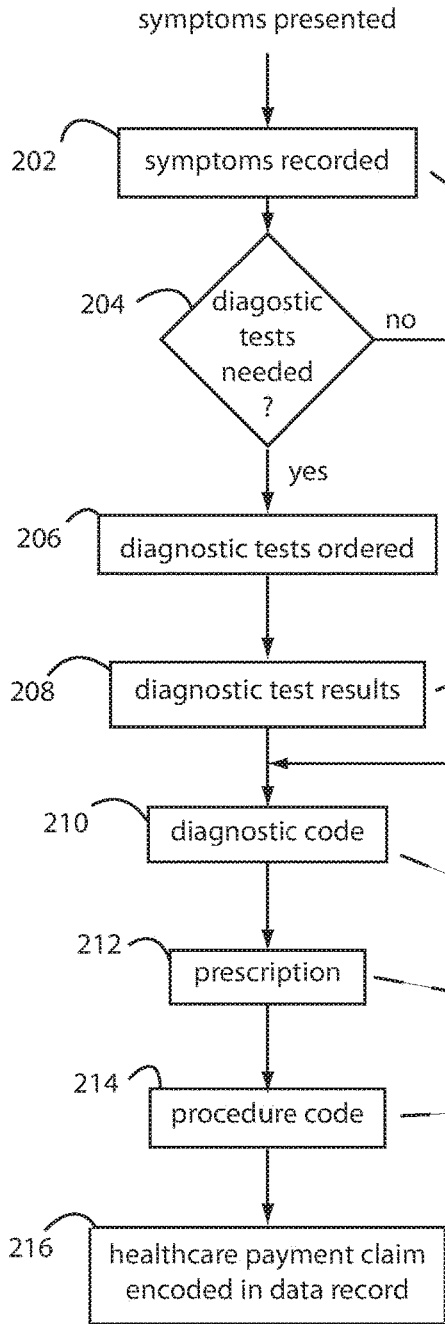 symptoms presented
202
symptoms recorded
204
diagostic
tests
needed
?
no
yes
206
diagnostic tests ordered
208
diagnostic test results
210
diagnostic code
212
prescription
214
procedure code
216
healthcare payment claim
encoded in data record